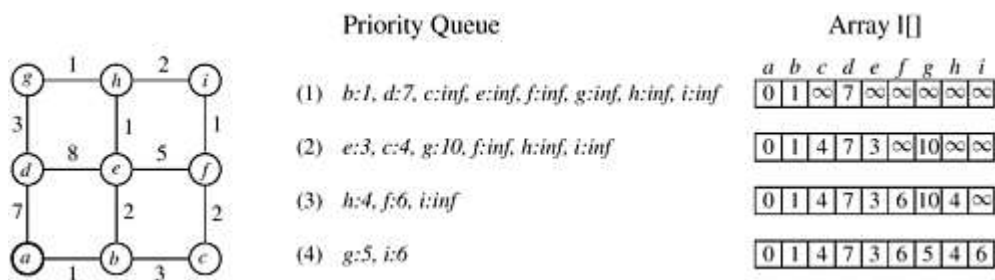 Priority Queue
Array l[]
g 1 h 2 i
3 1 1
d 8 e 5 f
7 2 2
a 1 b 3 c
a b c d e f g h i
(1) b:1, d:7, c:inf, e:inf, f:inf, g:inf, h:inf, i:inf
0 1 ∞ 7 ∞ ∞ ∞ ∞ ∞
(2) e:3, c:4, g:10, f:inf, h:inf, i:inf
0 1 4 7 3 ∞ 10 ∞ ∞
(3) h:4, f:6, i:inf
0 1 4 7 3 6 10 4 ∞
(4) g:5, i:6
0 1 4 7 3 6 5 4 6